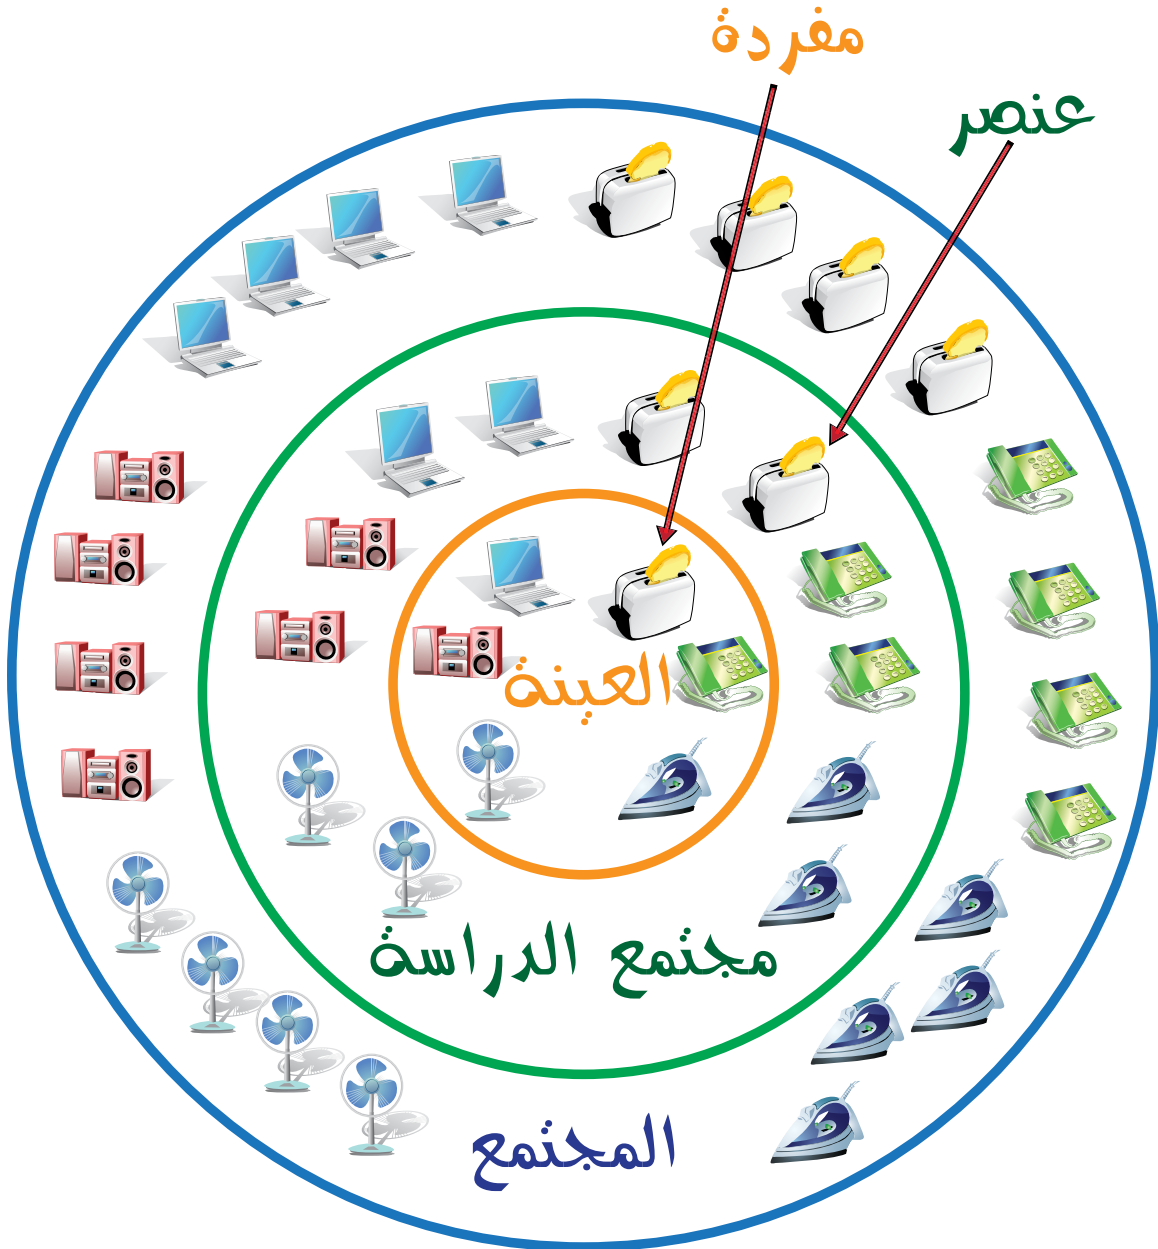 مفردة
عنصر
العينة
مجتمع الدراسة
المجتمع